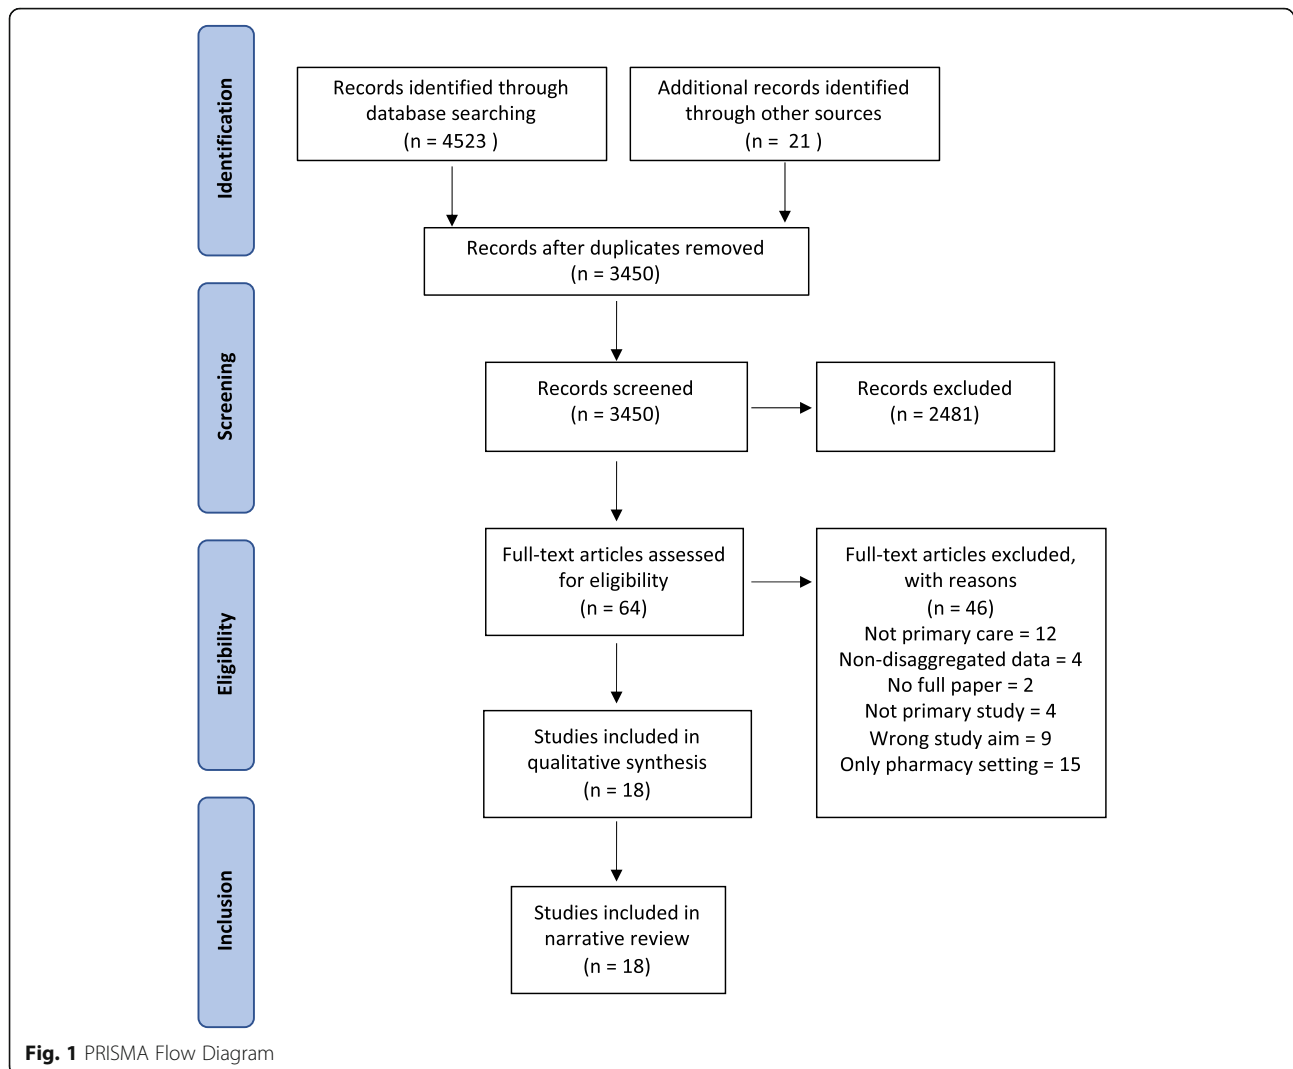 Identification
Records identified through
database searching
(n = 4523 )
Additional records identified
through other sources
(n = 21 )
Records after duplicates removed
(n = 3450)
Screening
Records screened
(n = 3450)
Records excluded
(n = 2481)
Eligibility
Full-text articles assessed
for eligibility
(n = 64)
Full-text articles excluded,
with reasons
(n = 46)
Not primary care = 12
Non-disaggregated data = 4
No full paper = 2
Not primary study = 4
Wrong study aim = 9
Only pharmacy setting = 15
Studies included in
qualitative synthesis
(n = 18)
Inclusion
Studies included in
narrative review
(n = 18)
Fig. 1 PRISMA Flow Diagram